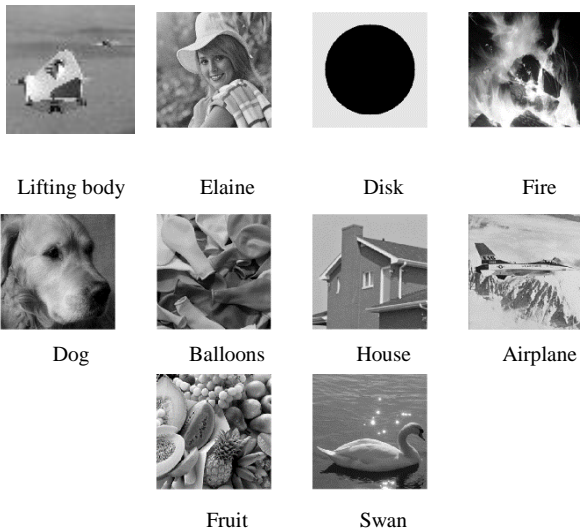 Lifting body
Elaine
Disk
Fire
Dog
Balloons
House
Airplane
Fruit
Swan